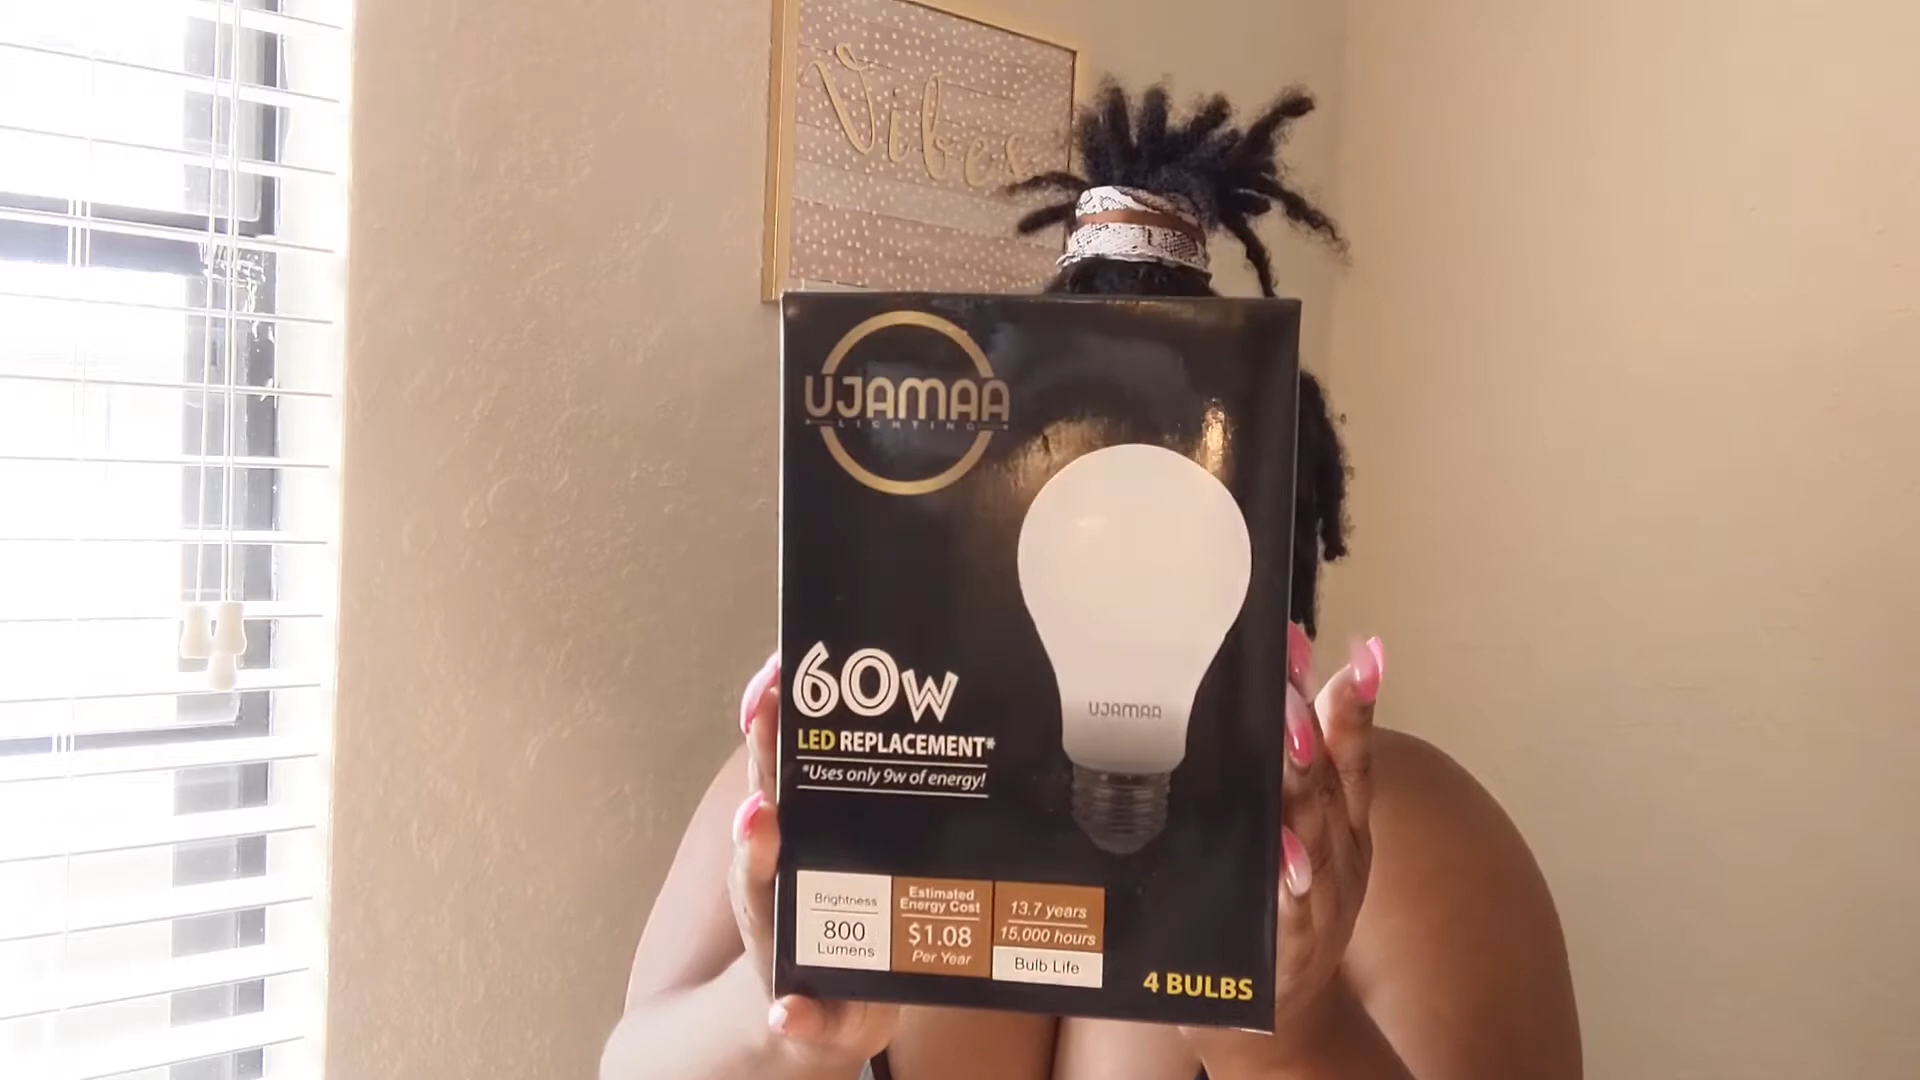 Vibes
UJAMAA
LIGHTING
UJAMAA
60w
LED REPLACEMENT*
*Uses only 9w of energy!
Brightness
800
Lumens
Estimated
Energy Cost
$1.08
Per Year
13.7 years
15,000 hours
Bulb Life
4 BULBS